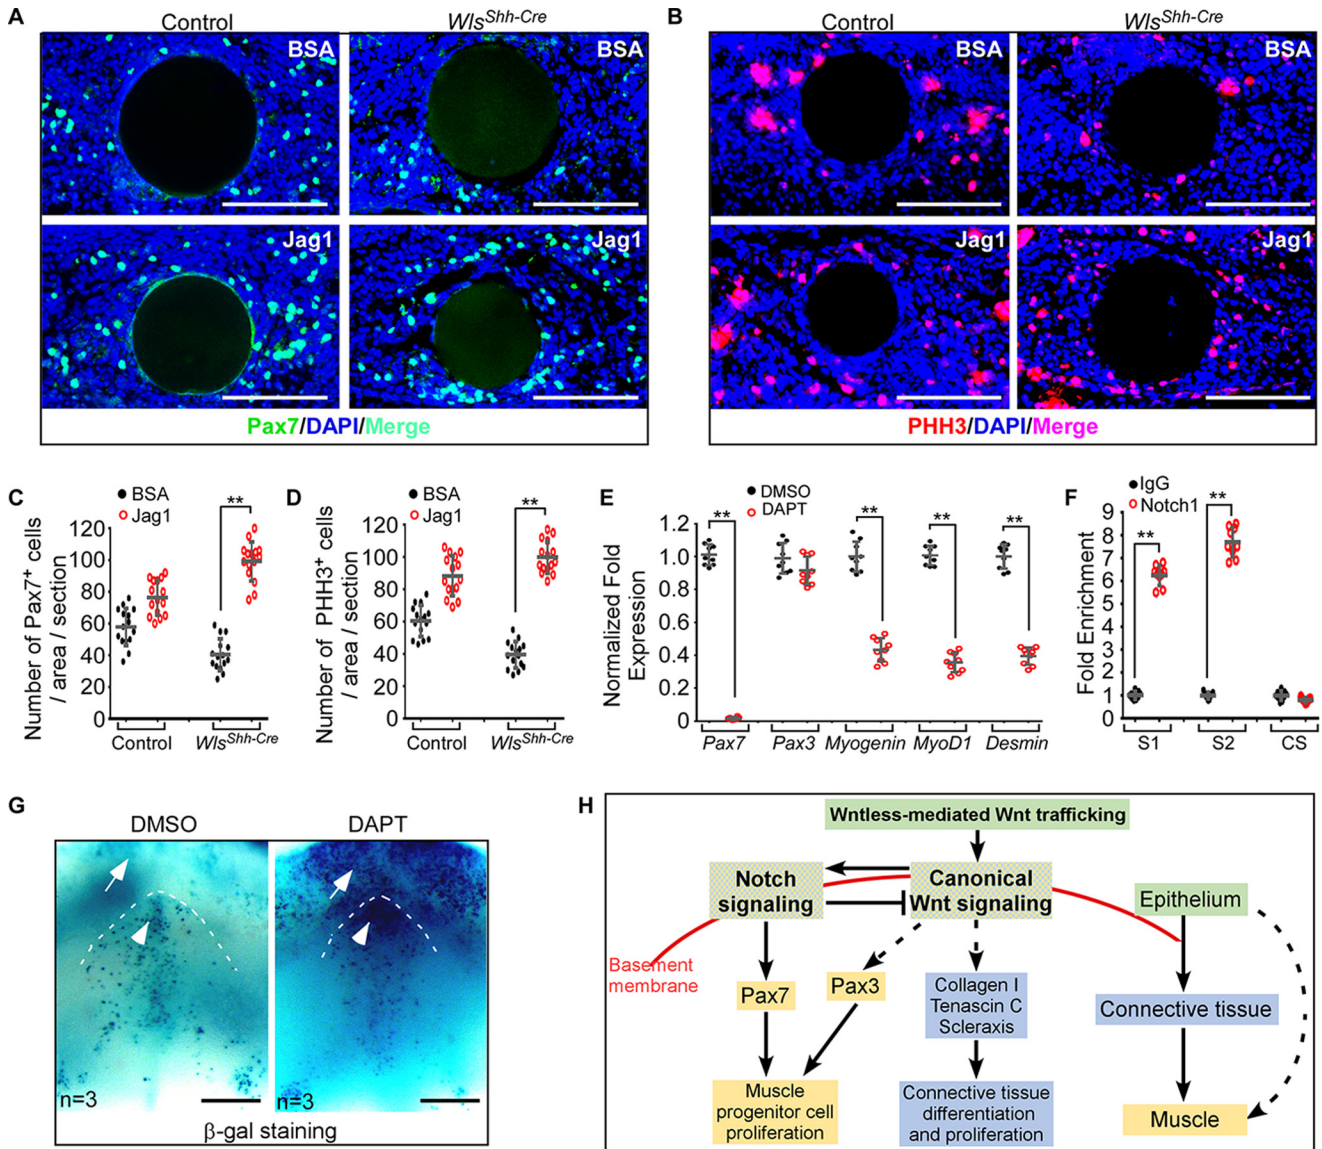 A
Control
Wls^Shh-Cre
BSA
BSA
Jag1
Jag1
Pax7/DAPI/Merge
B
Control
Wls^Shh-Cre
BSA
BSA
Jag1
Jag1
PHH3/DAPI/Merge
C
BSA
Jag1
Number of Pax7⁺ cells
/ area / section
120
100
80
60
40
20
0
**
Control
Wls^Shh-Cre
D
BSA
Jag1
Number of PHH3⁺ cells
/ area / section
120
100
80
60
40
20
0
**
Control
Wls^Shh-Cre
E
DMSO
DAPT
Normalized Fold
Expression
1.2
1.0
0.8
0.6
0.4
0.2
0
**
**
**
**
Pax7
Pax3
Myogenin
MyoD1
Desmin
F
IgG
Notch1
Fold Enrichment
9
8
7
6
5
4
3
2
1
0
**
**
S1
S2
CS
G
DMSO
DAPT
n=3
n=3
β-gal staining
H
Wntless-mediated Wnt trafficking
Notch
signaling
Canonical
Wnt signaling
Epithelium
Basement
membrane
Pax7
Pax3
Collagen I
Tenascin C
Scleraxis
Connective tissue
Muscle
progenitor cell
proliferation
Connective tissue
differentiation
and proliferation
Muscle